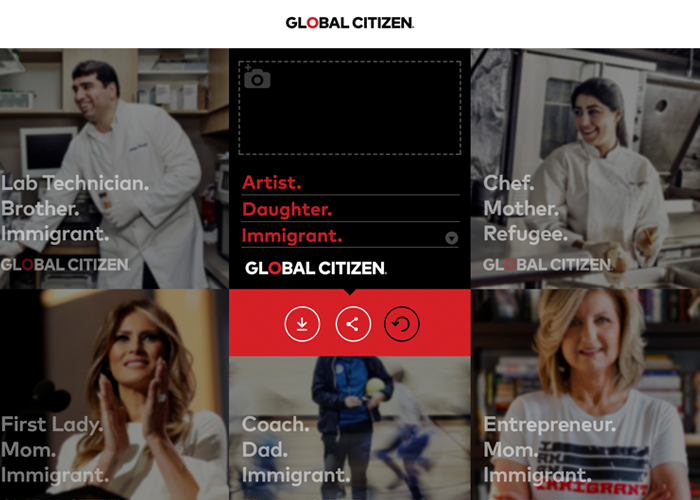 GLOBAL CITIZEN.
Lab Technician.
Brother.
Immigrant.
GLOBAL CITIZEN.
Artist.
Daughter.
Immigrant.
GLOBAL CITIZEN.
Chef.
Mother.
Refugee.
GLOBAL CITIZEN.
First Lady.
Mom.
Immigrant.
Coach.
Dad.
Immigrant.
Entrepreneur.
Mom.
Immigrant.
IMMIGRANT